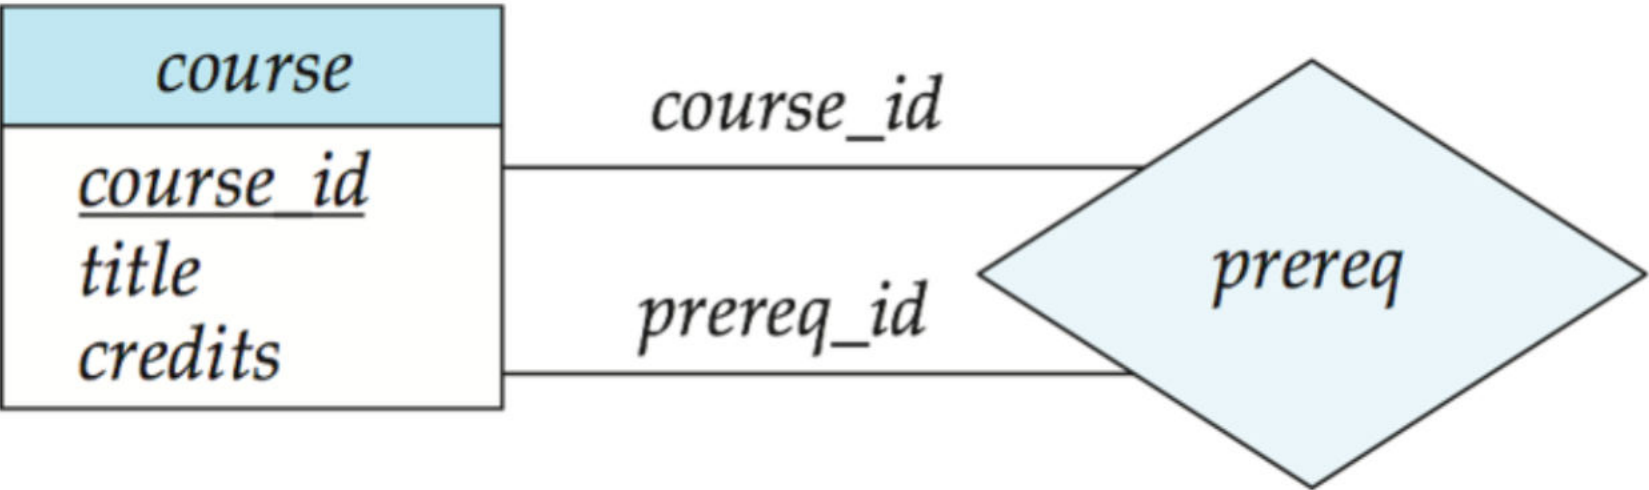 course
course_id
title
credits
course_id
prereq_id
prereq